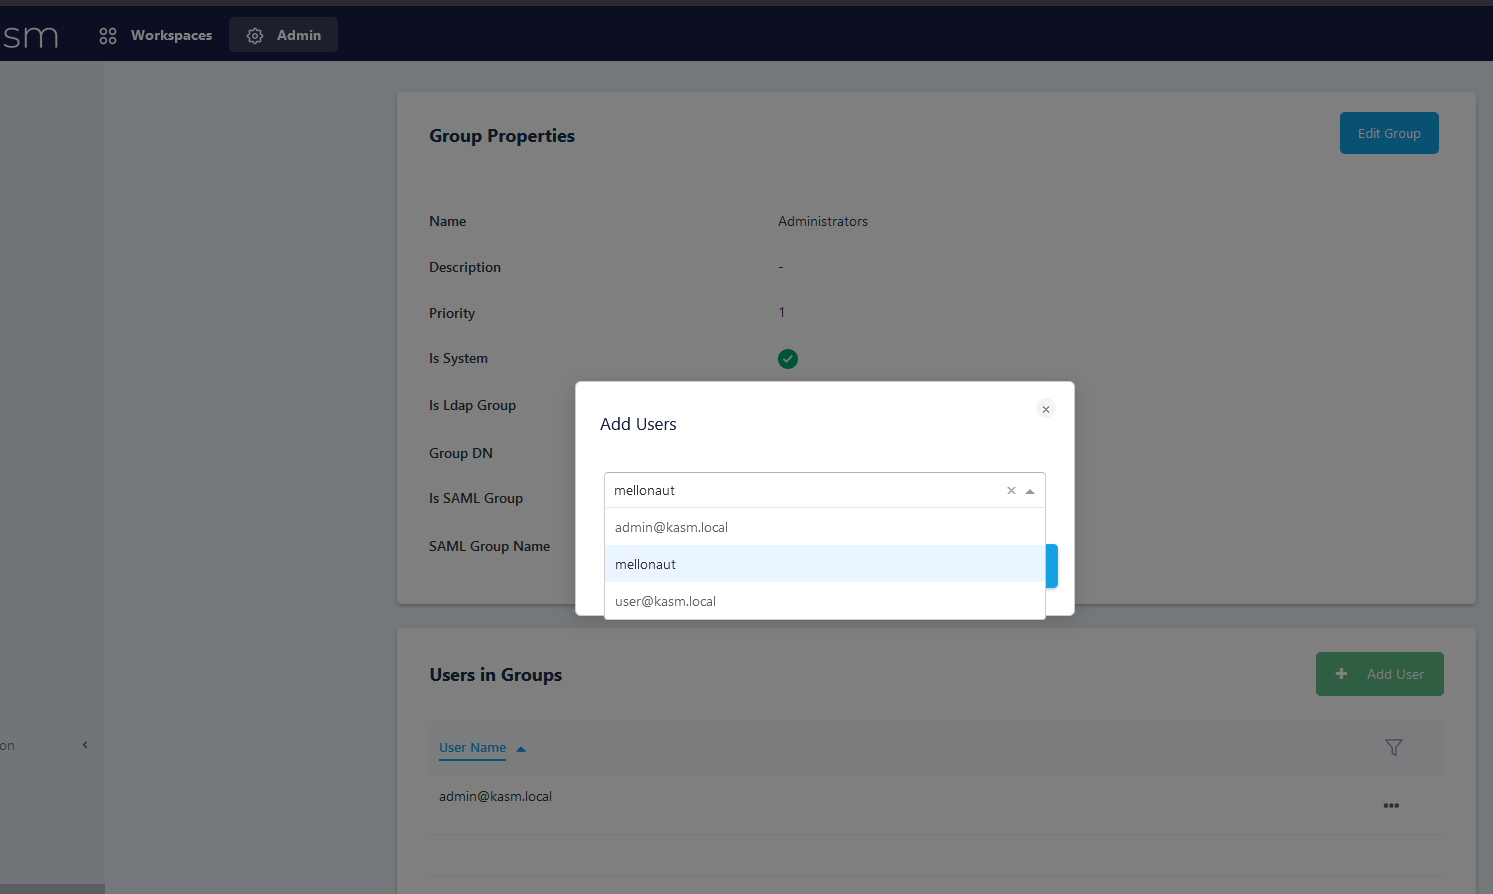 sm Workspaces Admin
Group Properties Edit Group
Name Administrators
Description -
Priority 1
Is System
Is Ldap Group
Group DN
Is SAML Group
SAML Group Name
Add Users
mellonaut
admin@kasm.local
mellonaut
user@kasm.local
Users in Groups Add User
on
User Name
admin@kasm.local